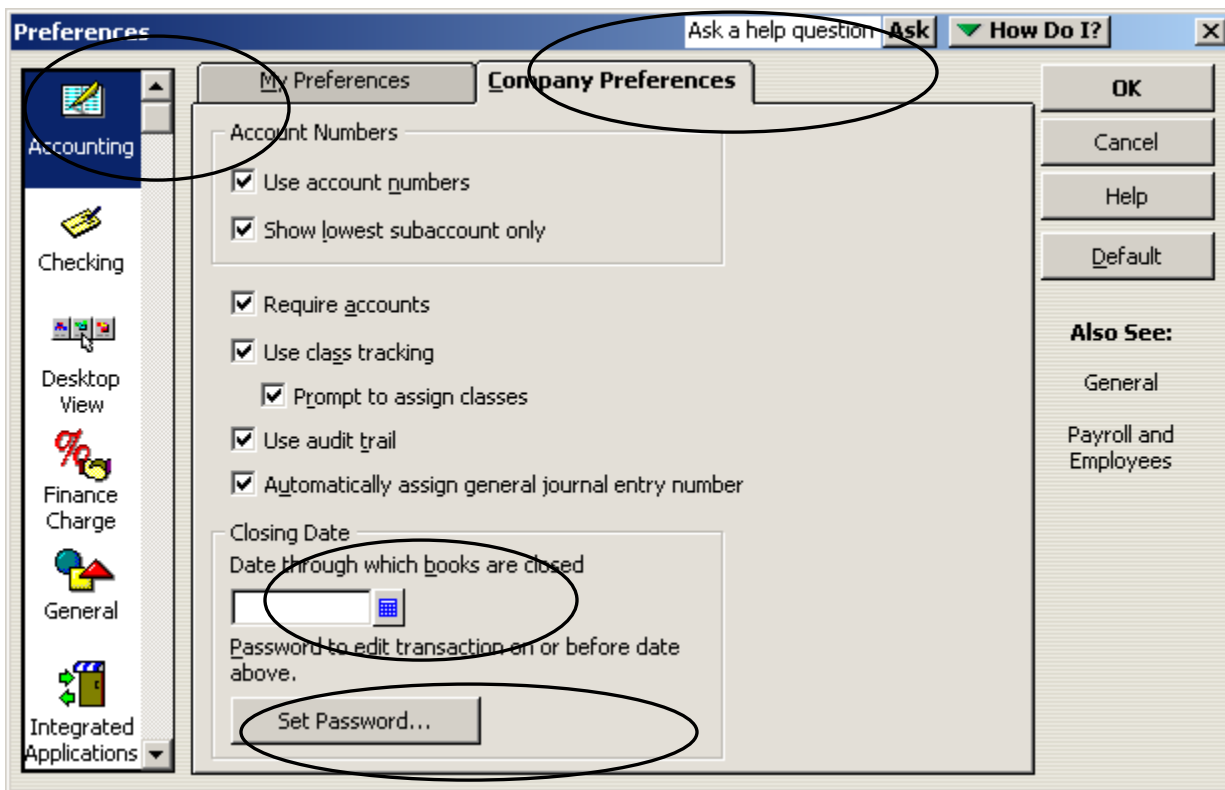 Preferences
Ask a help question Ask How Do I?
Accounting
Checking
Desktop
View
Finance
Charge
General
Integrated
Applications
My Preferences
Company Preferences
Account Numbers
Use account numbers
Show lowest subaccount only
Require accounts
Use class tracking
Prompt to assign classes
Use audit trail
Automatically assign general journal entry number
Closing Date
Date through which books are closed
Password to edit transaction on or before date
above.
Set Password...
OK
Cancel
Help
Default
Also See:
General
Payroll and
Employees